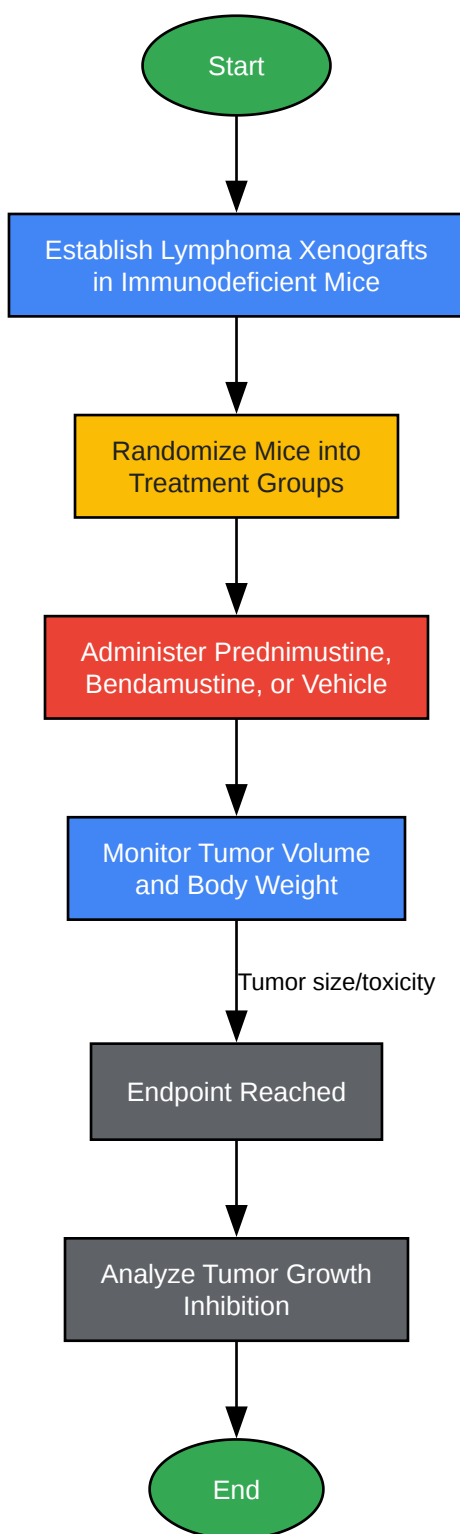 Start
Establish Lymphoma Xenografts
in Immunodeficient Mice
Randomize Mice into
Treatment Groups
Administer Prednimustine,
Bendamustine, or Vehicle
Monitor Tumor Volume
and Body Weight
Tumor size/toxicity
Endpoint Reached
Analyze Tumor Growth
Inhibition
End